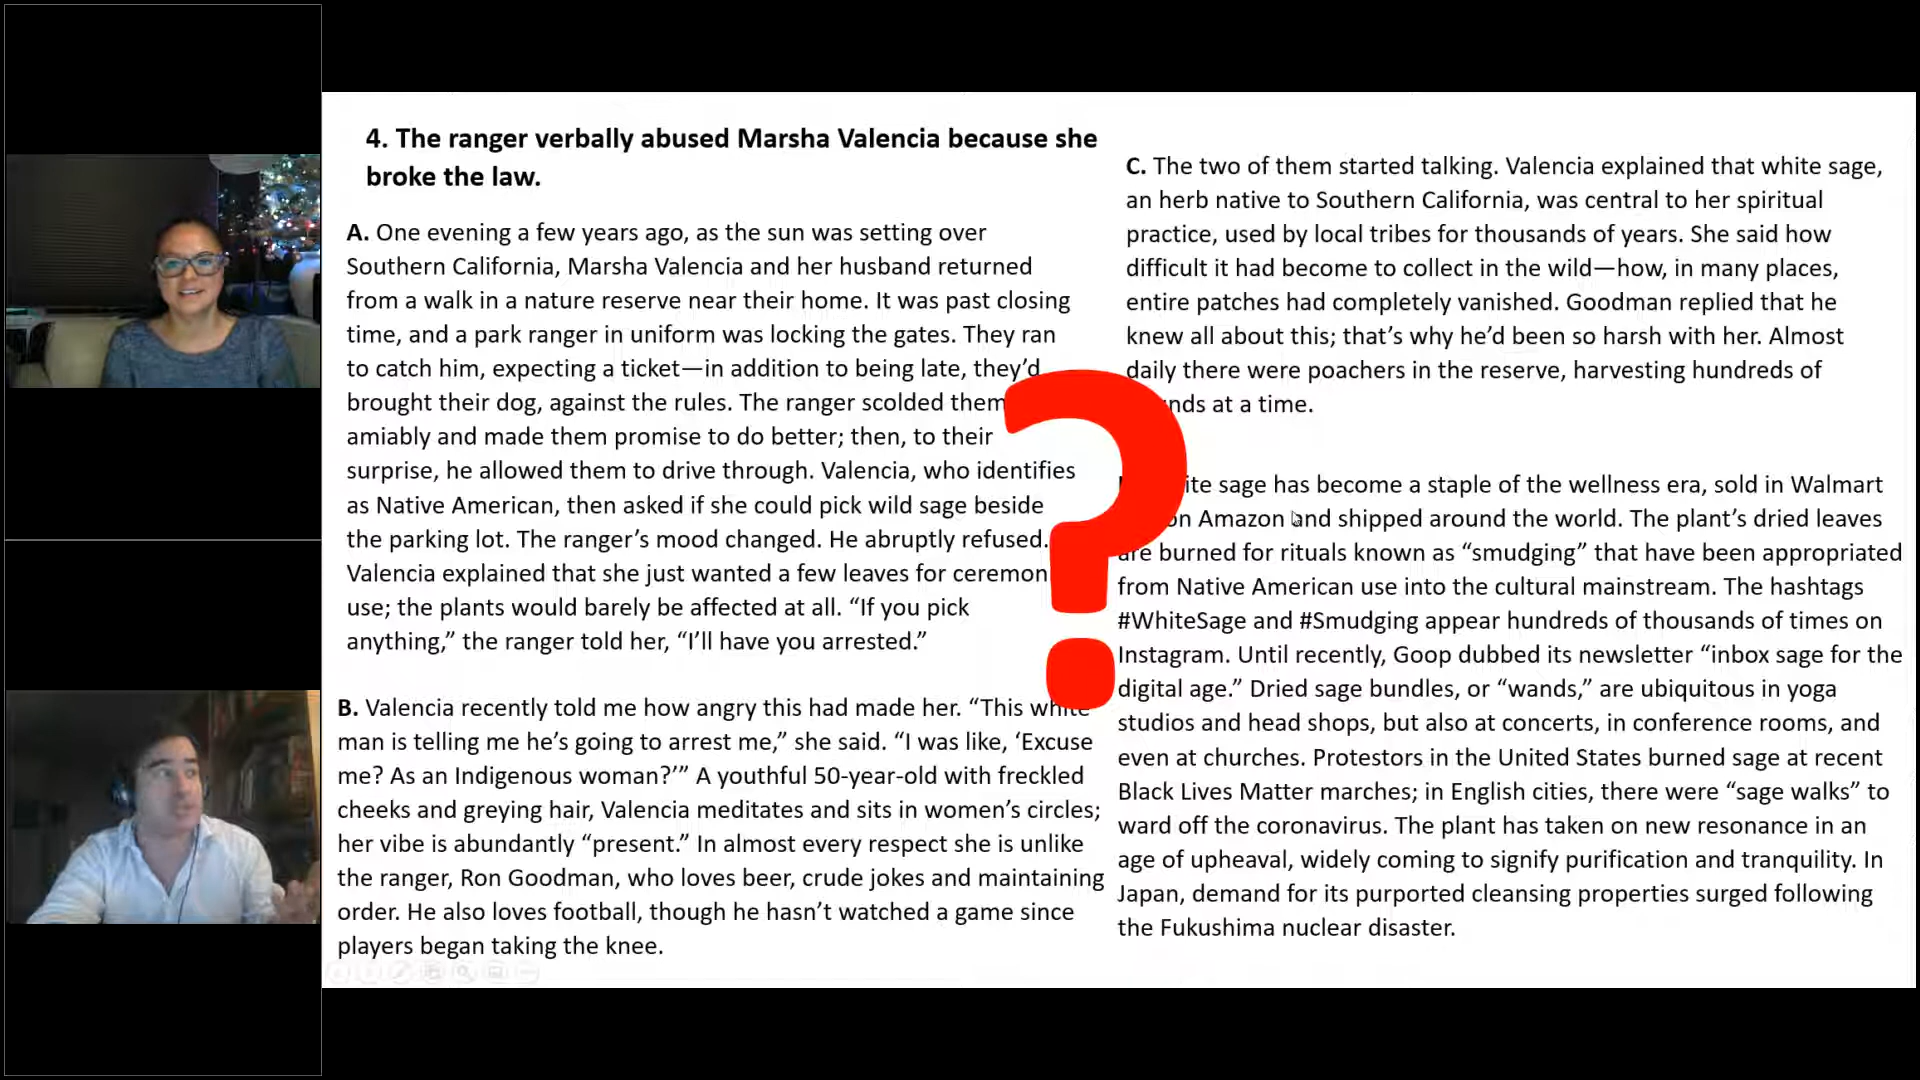 4. The ranger verbally abused Marsha Valencia because she
broke the law.
A. One evening a few years ago, as the sun was setting over
Southern California, Marsha Valencia and her husband returned
from a walk in a nature reserve near their home. It was past closing
time, and a park ranger in uniform was locking the gates. They ran
to catch him, expecting a ticket—in addition to being late, they’d
brought their dog, against the rules. The ranger scolded them
amiably and made them promise to do better; then, to their
surprise, he allowed them to drive through. Valencia, who identifies
as Native American, then asked if she could pick wild sage beside
the parking lot. The ranger’s mood changed. He abruptly refused.
Valencia explained that she just wanted a few leaves for
use; the plants would barely be affected at all. “If you pick
anything,” the ranger told her, “I’ll have you arrested.”
B. Valencia recently told me how angry this had made her. “This white
man is telling me he’s going to arrest me,” she said. “I was like, ‘Excuse
me? As an Indigenous woman?’” A youthful 50-year-old with freckled
cheeks and greying hair, Valencia meditates and sits in women’s circles;
her vibe is abundantly “present.” In almost every respect she is unlike
the ranger, Ron Goodman, who loves beer, crude jokes and maintaining
order. He also loves football, though he hasn’t watched a game since
players began taking the knee.
C. The two of them started talking. Valencia explained that white sage,
an herb native to Southern California, was central to her spiritual
practice, used by local tribes for thousands of years. She said how
difficult it had become to collect in the wild—how, in many places,
entire patches had completely vanished. Goodman replied that he
knew all about this; that’s why he’d been so harsh with her. Almost
daily there were poachers in the reserve, harvesting hundreds of
at a time.
sage has become a staple of the wellness era, sold in Walmart
on Amazon and shipped around the world. The plant’s dried leaves
are burned for rituals known as “smudging” that have been appropriated
from Native American use into the cultural mainstream. The hashtags
#WhiteSage and #Smudging appear hundreds of thousands of times on
Instagram. Until recently, Goop dubbed its newsletter “inbox sage for the
digital age.” Dried sage bundles, or “wands,” are ubiquitous in yoga
studios and head shops, but also at concerts, in conference rooms, and
even at churches. Protestors in the United States burned sage at recent
Black Lives Matter marches; in English cities, there were “sage walks” to
ward off the coronavirus. The plant has taken on new resonance in an
age of upheaval, widely coming to signify purification and tranquility. In
Japan, demand for its purported cleansing properties surged following
the Fukushima nuclear disaster.
?